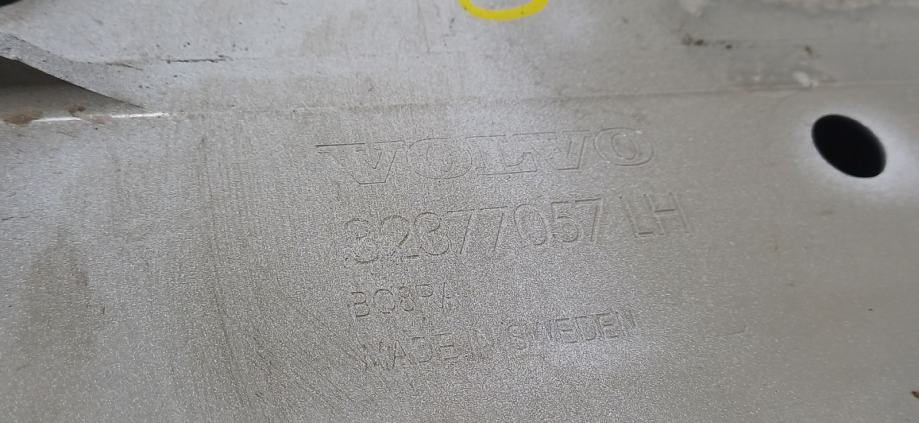 VOLVO
32377057 LH
BO8PA
MADE IN SWEDEN